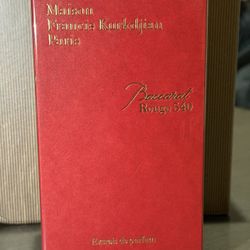 Maison
Francis Kurkdjian
Paris
Baccarat
Rouge 540
Extrait de parfum